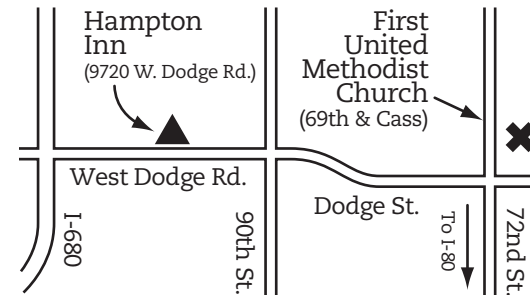 Hampton
Inn
(9720 W. Dodge Rd.)
First
United
Methodist
Church
(69th & Cass)
West Dodge Rd.
Dodge St.
I-680
90th St.
To I-80
72nd St.